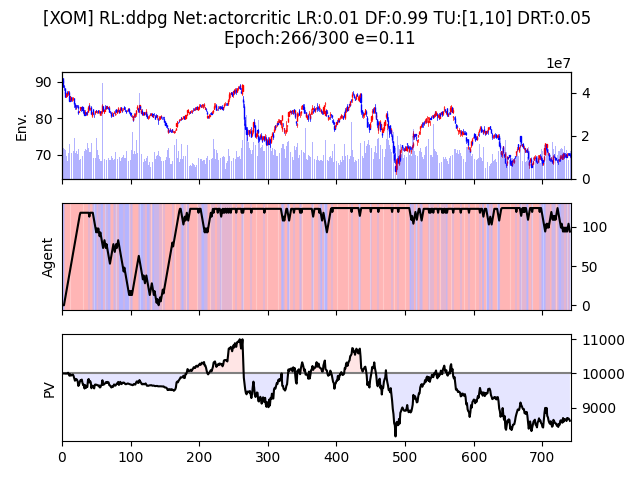 [XOM] RL:ddpg Net:actorcritic LR:0.01 DF:0.99 TU:[1,10] DRT:0.05
Epoch:266/300 e=0.11
1e7
90
80
70
Env.
4
2
0
Agent
100
50
0
PV
11000
10000
9000
0 100 200 300 400 500 600 700